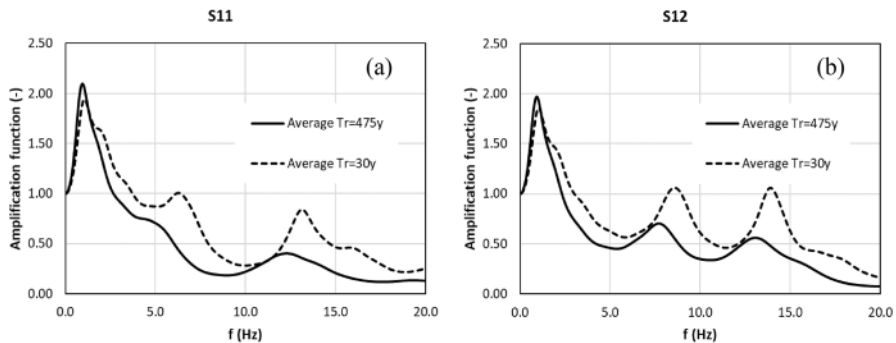 S11
(a)
2.50
2.00
1.50
1.00
0.50
0.00
Amplification function (-)
Average Tr=475y
Average Tr=30y
0.0 5.0 10.0 15.0 20.0
f (Hz)
S12
(b)
2.50
2.00
1.50
1.00
0.50
0.00
Amplification function (-)
Average Tr=475y
Average Tr=30y
0.0 5.0 10.0 15.0 20.0
f (Hz)